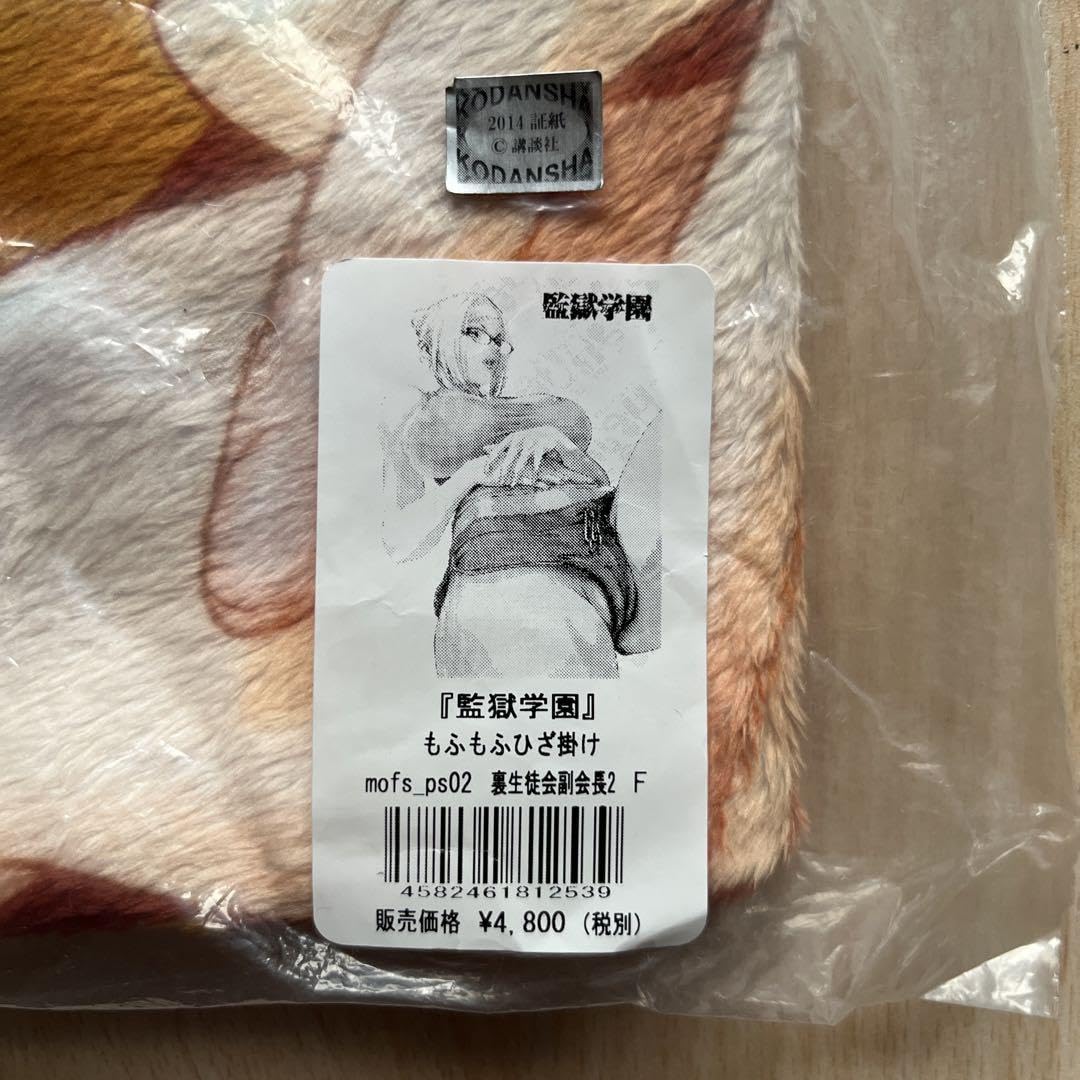 KODANSHA
2014 証紙
© 講談社
KODANSHA
監獄学園
『監獄学園』
もふもふひざ掛け
mofs_ps02 裏生徒会副会長2 F
4582461812539
販売価格 ¥4,800 (税別)